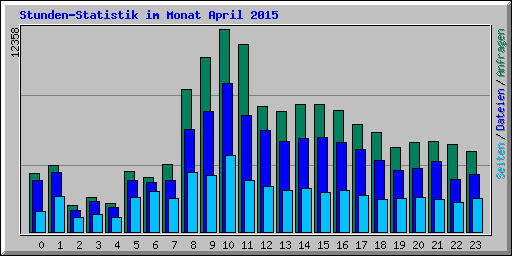 Stunden-Statistik im Monat April 2015
12358
Seiten / Dateien / Anfragen
0 1 2 3 4 5 6 7 8 9 10 11 12 13 14 15 16 17 18 19 20 21 22 23